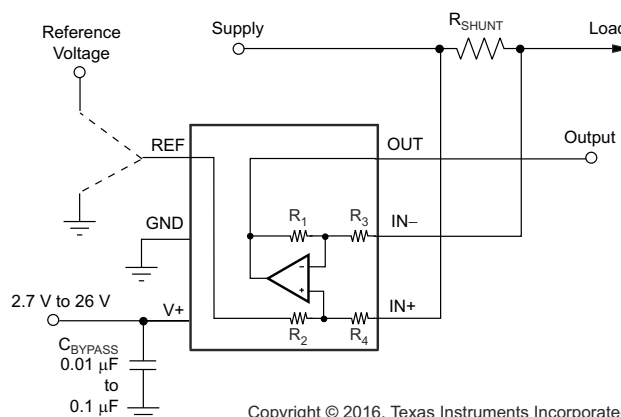 Reference
Voltage
Supply
RSHUNT
Load
REF
OUT
Output
GND
R1
R3
IN−
2.7 V to 26 V
V+
R2
R4
IN+
CBYPASS
0.01 µF
to
0.1 µF
−
+
Copyright © 2016, Texas Instruments Incorporate